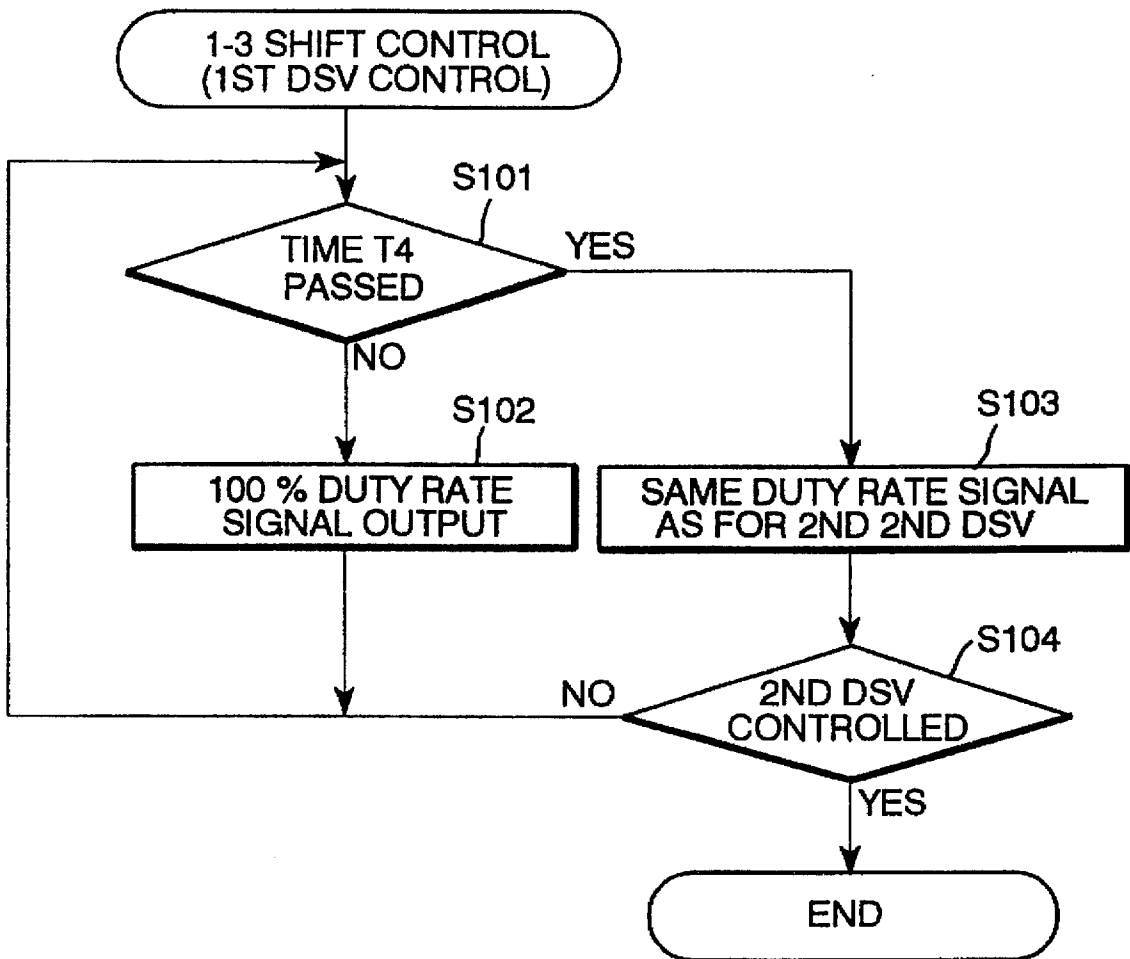 1-3 SHIFT CONTROL
(1ST DSV CONTROL)
S101
TIME T4
PASSED
YES
NO
S102
100 % DUTY RATE
SIGNAL OUTPUT
S103
SAME DUTY RATE SIGNAL
AS FOR 2ND 2ND DSV
S104
2ND DSV
CONTROLLED
NO
YES
END